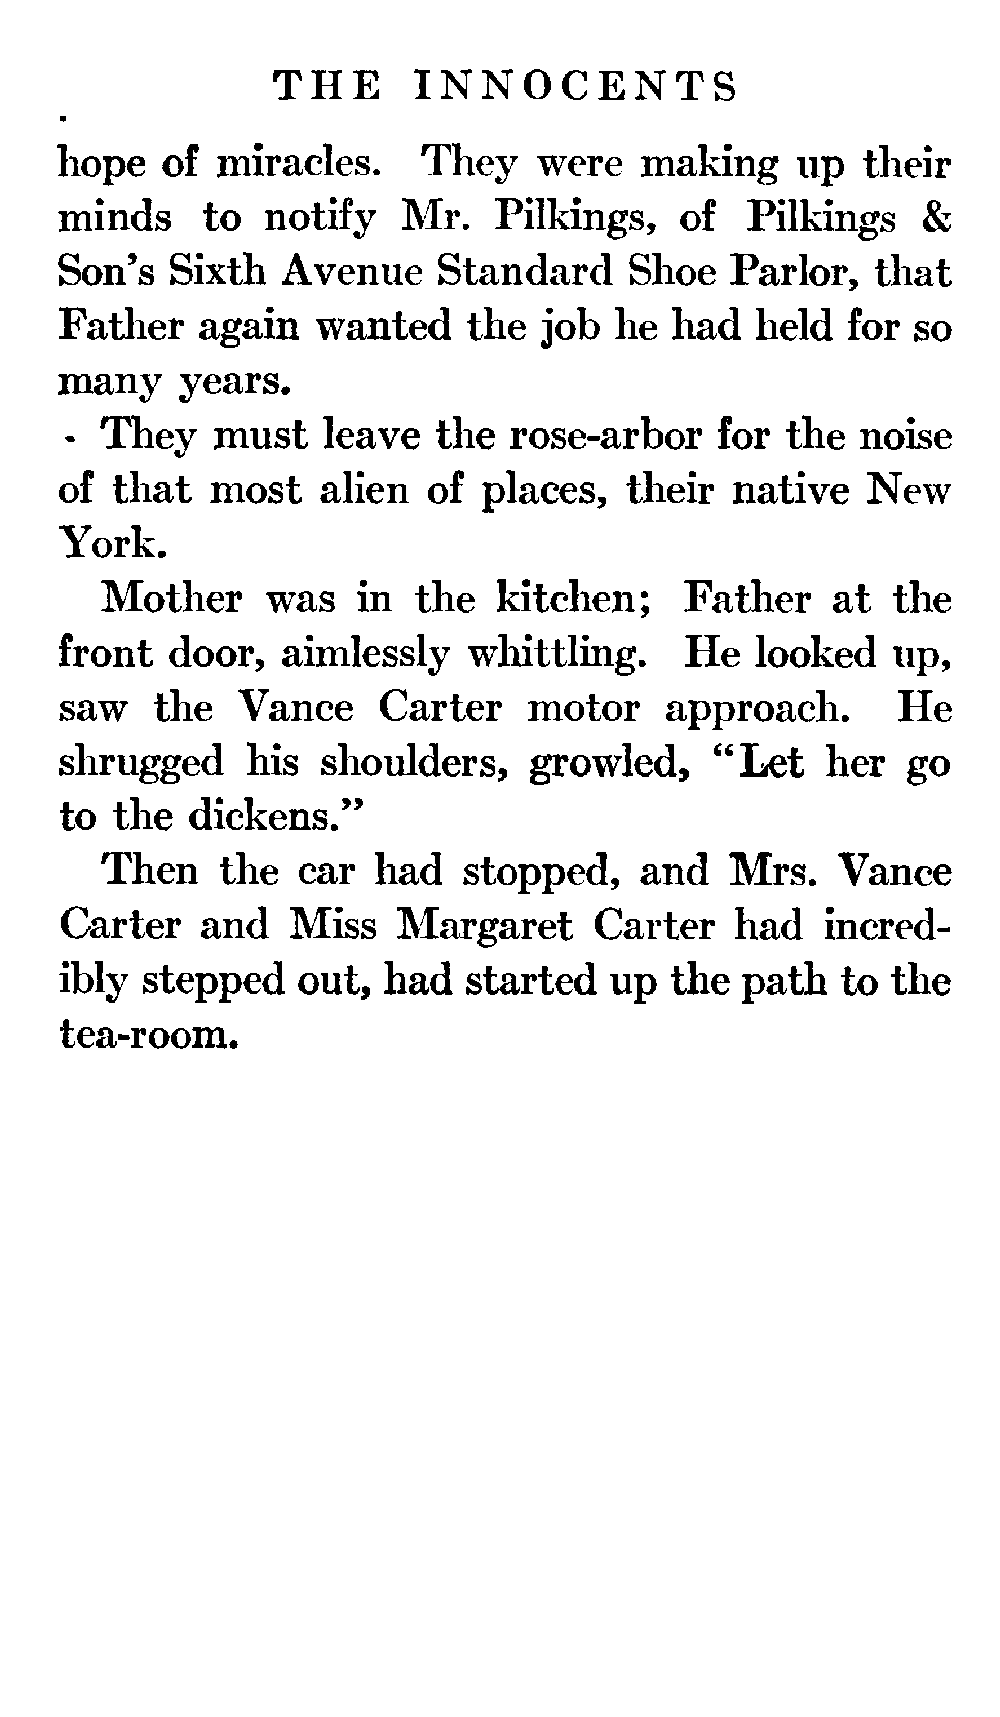 THE INNOCENTS
hope of miracles. They were making up their
minds to notify Mr. Pilkings, of Pilkings &
Son's Sixth Avenue Standard Shoe Parlor, that
Father again wanted the job he had held for so
many years.
They must leave the rose-arbor for the noise
of that most alien of places, their native New
York.
Mother was in the kitchen; Father at the
front door, aimlessly whittling. He looked up,
saw the Vance Carter motor approach. He
shrugged his shoulders, growled, "Let her go
to the dickens."
Then the car had stopped, and Mrs. Vance
Carter and Miss Margaret Carter had incred-
ibly stepped out, had started up the path to the
tea-room.